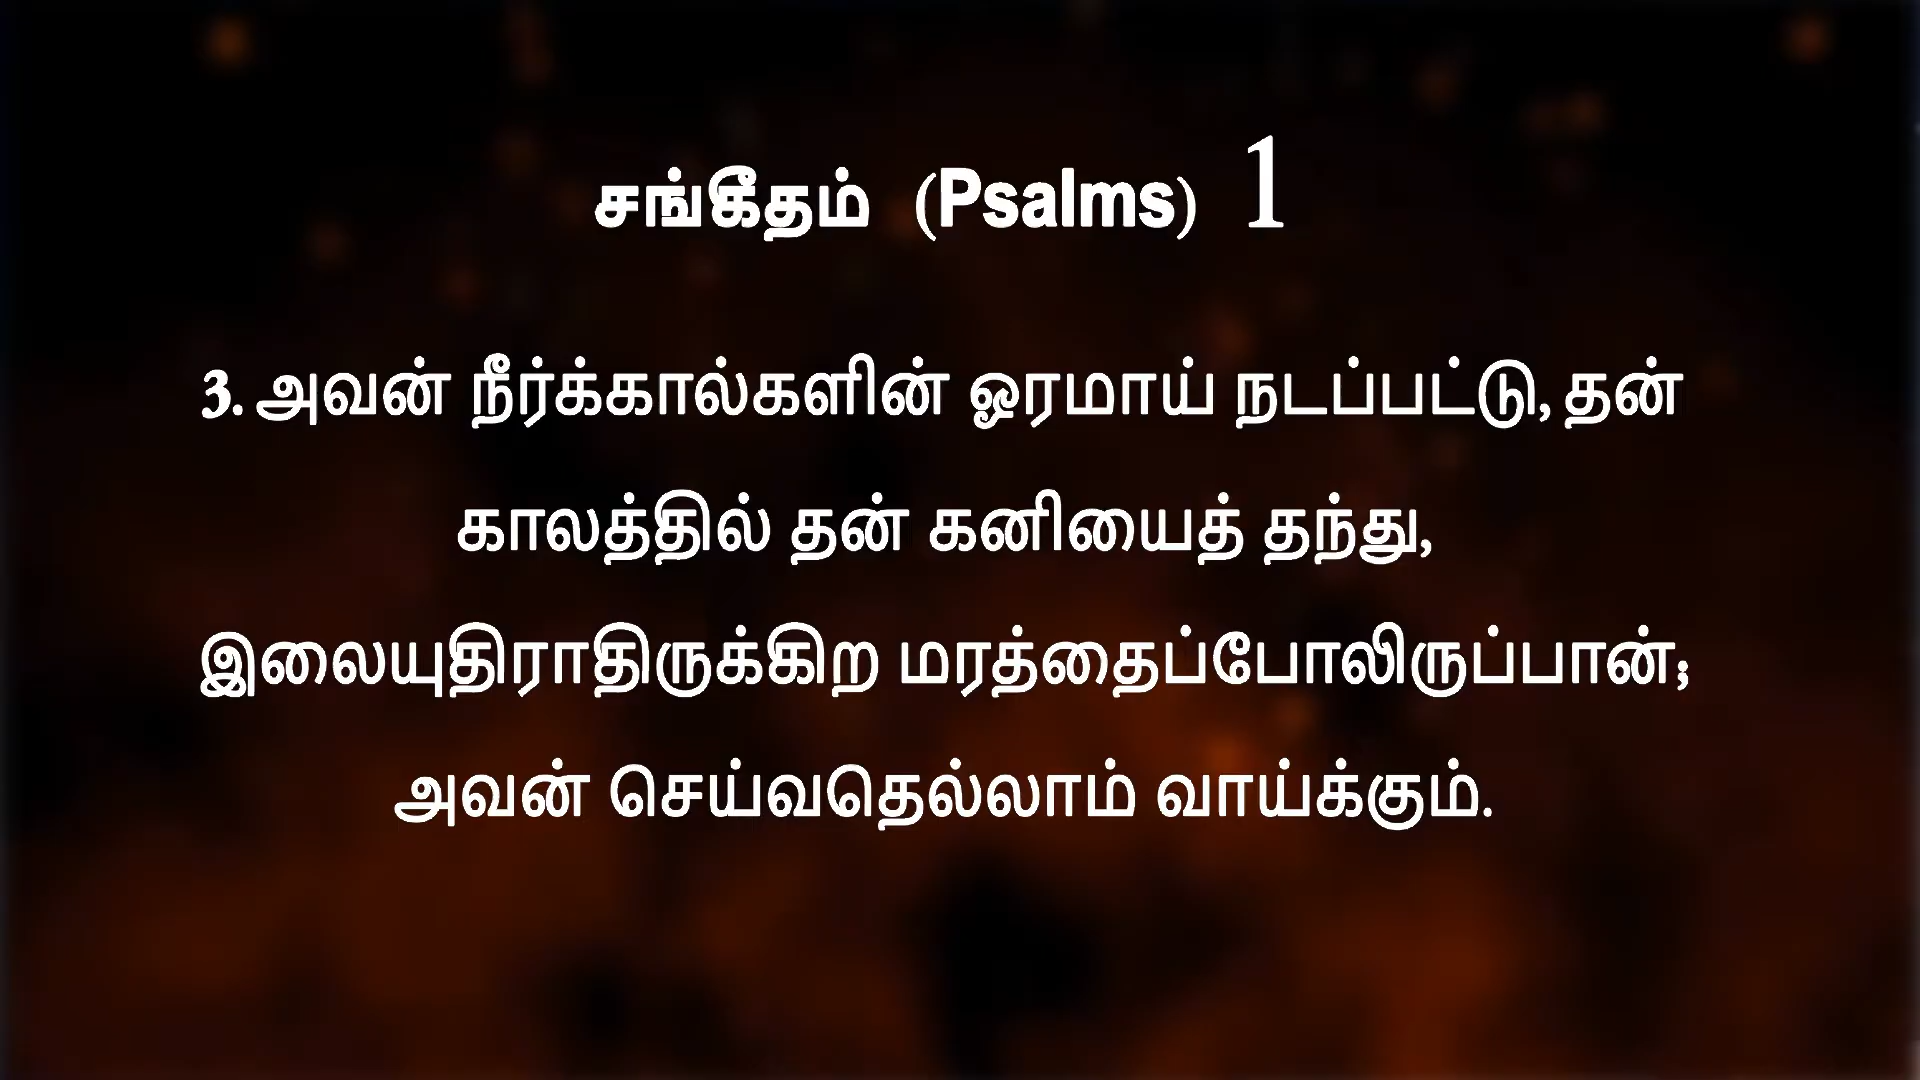 சங்கீதம் (Psalms) 1
3. அவன் நீர்க்கால்களின் ஓரமாய் நடப்பட்டு, தன்
காலத்தில் தன் கனியைத் தந்து,
இலையுதிராதிருக்கிற மரத்தைப்போலிருப்பான்;
அவன் செய்வதெல்லாம் வாய்க்கும்.